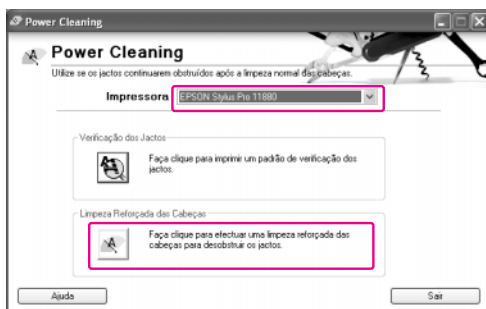 Power Cleaning
Power Cleaning
Utilize se os jactos continuarem obstruídos após a limpeza normal das cabeças.
Impressora EPSON Stylus Pro 11880
Verificação dos Jactos
Faça clique para imprimir um padrão de verificação dos
jactos.
Limpeza Reforçada das Cabeças
Faça clique para efectuar uma limpeza reforçada das
cabeças para desobstruir os jactos.
Ajuda Sair